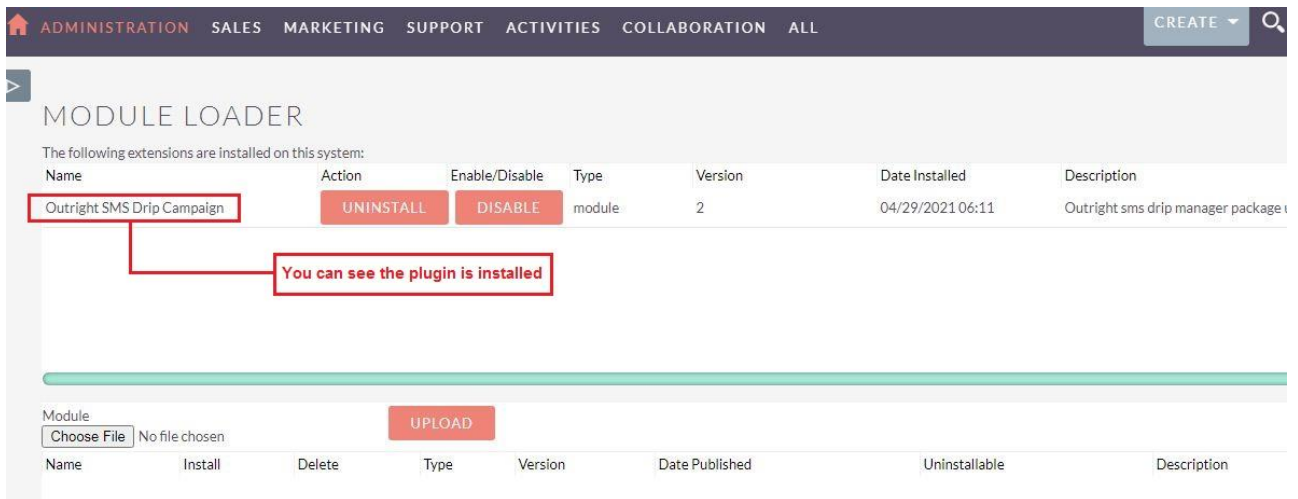 ADMINISTRATION SALES MARKETING SUPPORT ACTIVITIES COLLABORATION ALL CREATE
MODULE LOADER
The following extensions are installed on this system:
Name Action Enable/Disable Type Version Date Installed Description
Outright SMS Drip Campaign UNINSTALL DISABLE module 2 04/29/2021 06:11 Outright sms drip manager package
You can see the plugin is installed
Module
Choose File No file chosen UPLOAD
Name Install Delete Type Version Date Published Uninstallable Description